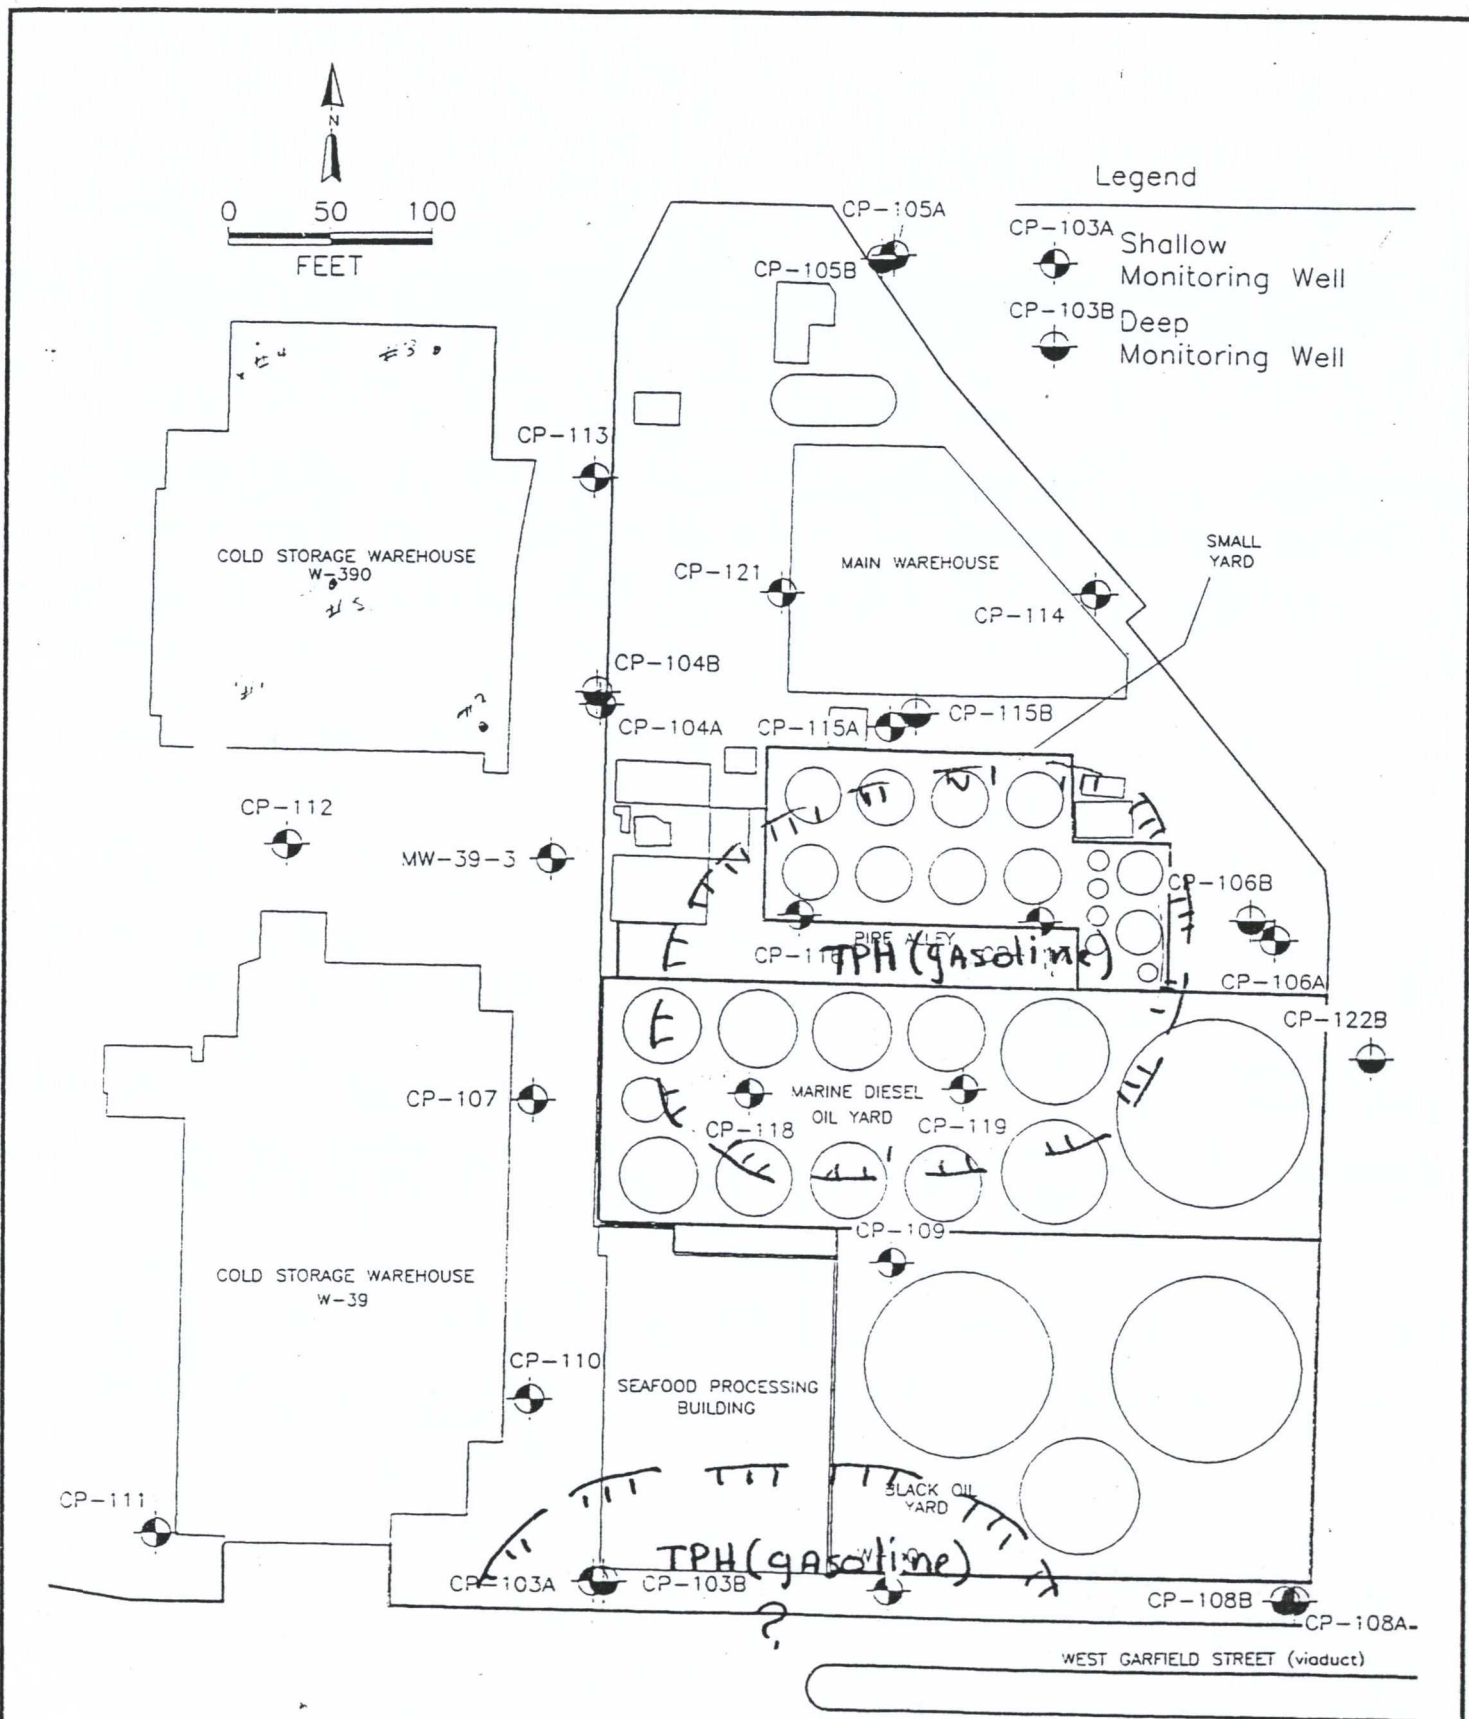 N
0 50 100
FEET
Legend
CP-103A Shallow
Monitoring Well
CP-103B Deep
Monitoring Well
CP-105A
CP-105B
#4
#3
CP-113
COLD STORAGE WAREHOUSE
W-390
#5
MAIN WAREHOUSE
SMALL
YARD
CP-121
CP-114
CP-104B
#1
#2
CP-104A
CP-115A
CP-115B
CP-112
MW-39-3
CP-106B
PIPE ALLEY
TPH (gasoline)
CP-106A
CP-122B
CP-107
MARINE DIESEL
OIL YARD
CP-118
CP-119
CP-109
COLD STORAGE WAREHOUSE
W-39
CP-110
SEAFOOD PROCESSING
BUILDING
BLACK OIL
YARD
CP-111
TPH (gasoline)
CP-103A
CP-103B
?
CP-108B
CP-108A
WEST GARFIELD STREET (viaduct)